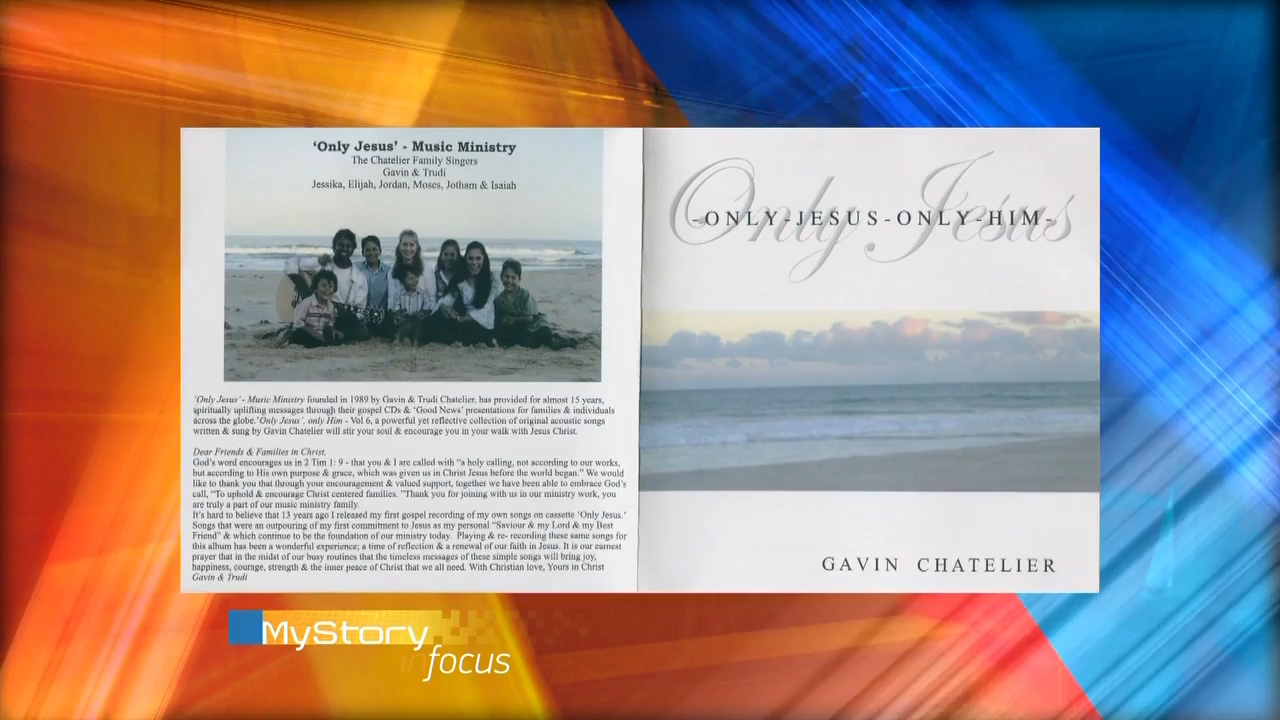 'Only Jesus' - Music Ministry
The Chatelier Family Singers
Gavin & Trudi
Jessika, Elijah, Jordan, Moses, Jotham & Isaiah
'Only Jesus' - Music Ministry founded in 1989 by Gavin & Trudi Chatelier, has provided for almost 15 years,
spiritually uplifting messages through their gospel CDs & 'Good News' presentations for families & individuals
across the globe.'Only Jesus', only Him - Vol 6, a powerful yet reflective collection of original acoustic songs
written & sung by Gavin Chatelier will stir your soul & encourage you in your walk with Jesus Christ.
Dear Friends & Families in Christ,
God's word encourages us in 2 Tim 1: 9 - that you & I are called with "a holy calling, not according to our works,
but according to His own purpose & grace, which was given us in Christ Jesus before the world began." We would
like to thank you that through your encouragement & valued support, together we have been able to embrace God's
call, "To uphold & encourage Christ centered families. "Thank you for joining with us in our ministry work, you
are truly a part of our music ministry family.
It's hard to believe that 13 years ago I released my first gospel recording of my own songs on cassette 'Only Jesus.'
Songs that were an outpouring of my first commitment to Jesus as my personal "Saviour & my Lord & my Best
Friend" & which continue to be the foundation of our ministry today. Playing & re- recording these same songs for
this album has been a wonderful experience; a time of reflection & a renewal of our faith in Jesus. It is our earnest
prayer that in the midst of our busy routines that the timeless messages of these simple songs will bring joy,
happiness, courage, strength & the inner peace of Christ that we all need. With Christian love, Yours in Christ
Gavin & Trudi
Only Jesus
-ONLY-JESUS-ONLY-HIM-
GAVIN CHATELIER
MyStory
in focus